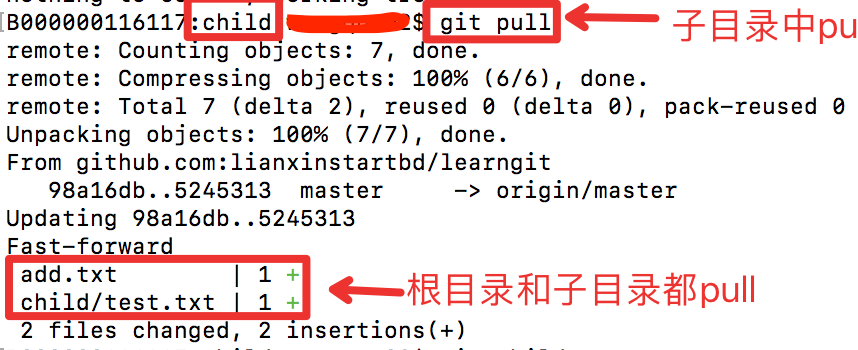 B000000116117:child $ git pull
子目录中pu
remote: Counting objects: 7, done.
remote: Compressing objects: 100% (6/6), done.
remote: Total 7 (delta 2), reused 0 (delta 0), pack-reused 0
Unpacking objects: 100% (7/7), done.
From github.com:lianxinstartbd/learngit
98a16db..5245313 master -> origin/master
Updating 98a16db..5245313
Fast-forward
add.txt | 1 +
child/test.txt | 1 +
根目录和子目录都pull
2 files changed, 2 insertions(+)